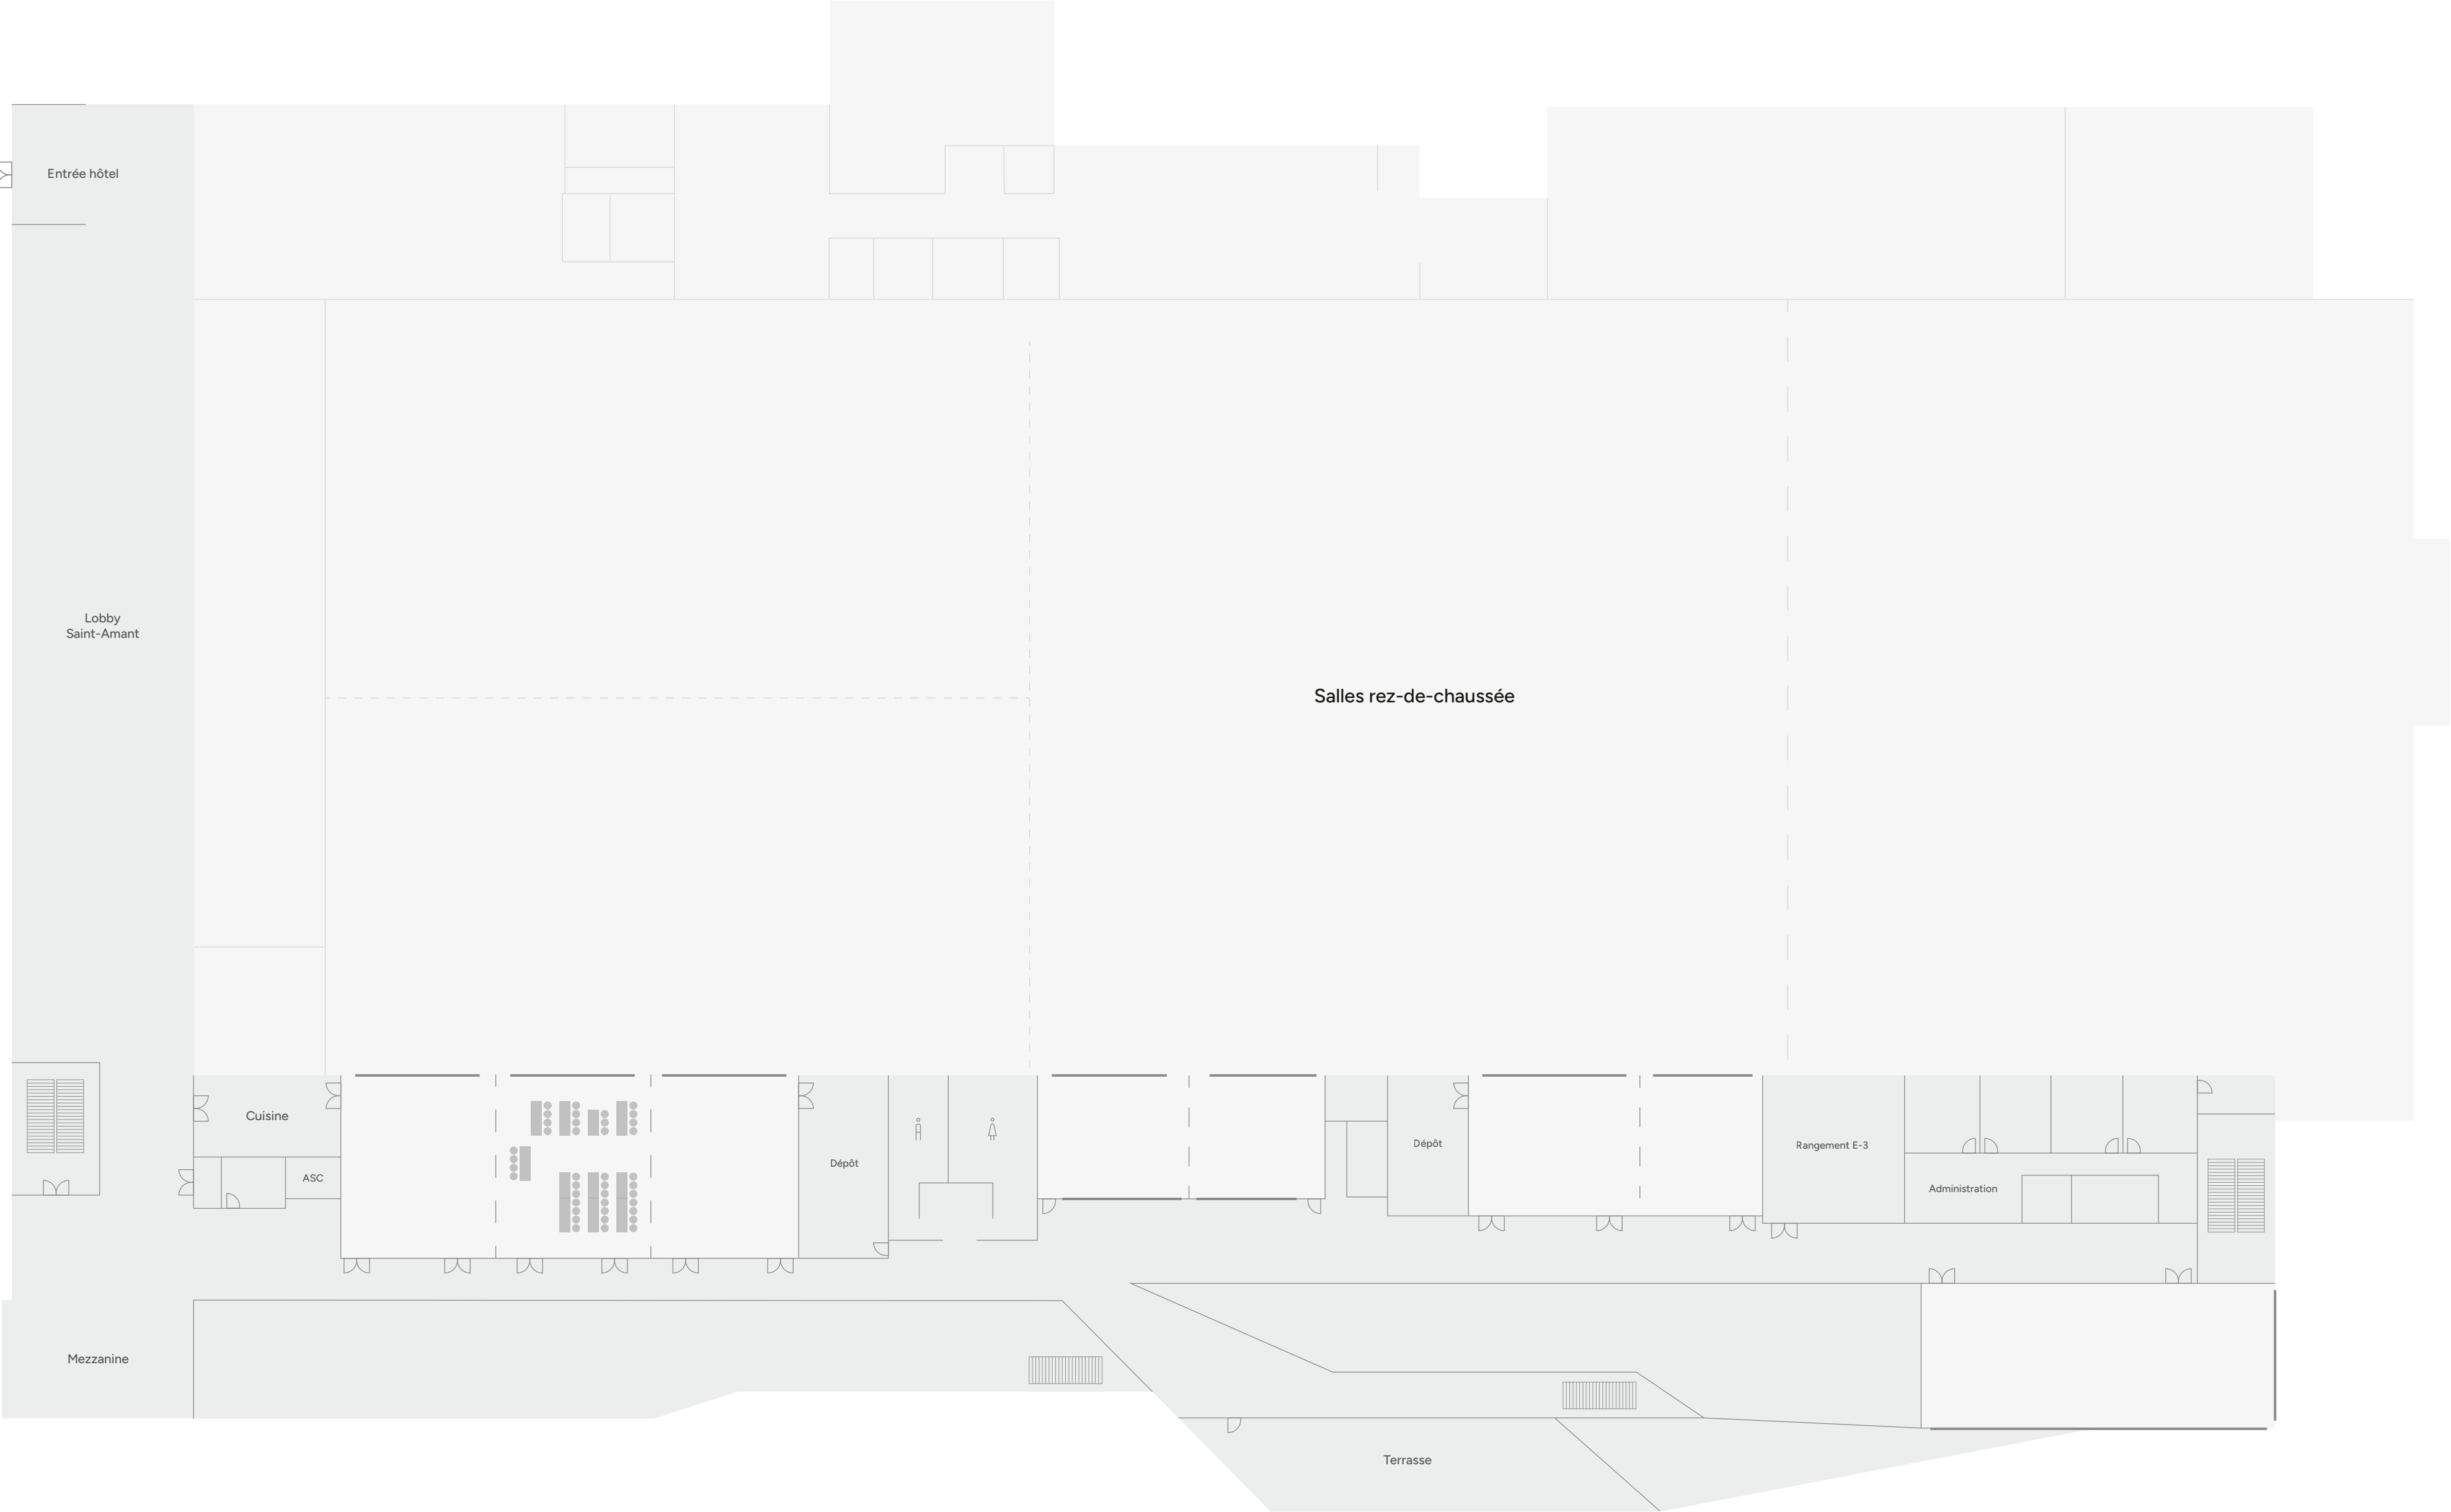 Entrée hôtel
Lobby
Saint-Amant
Salles rez-de-chaussée
Cuisine
ASC
Dépôt
Dépôt
Rangement E-3
Administration
Mezzanine
Terrasse